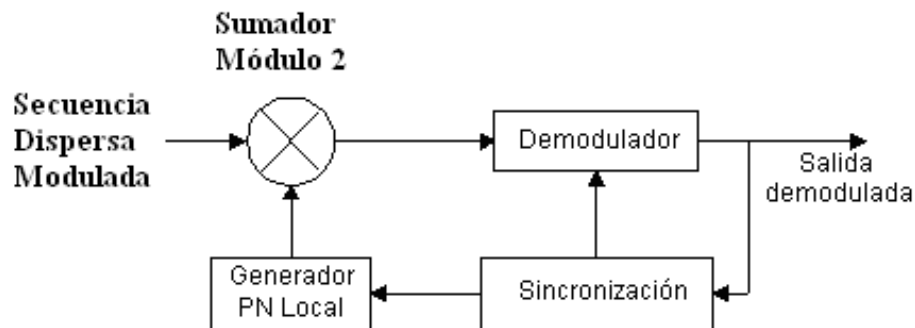 Sumador
Módulo 2
Secuencia
Dispersa
Modulada
Demodulador
Salida
demodulada
Generador
PN Local
Sincronización